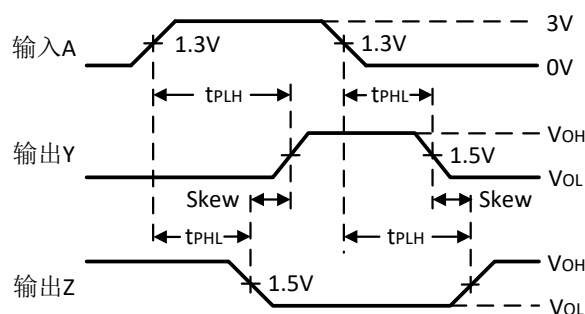 3V
输入A
1.3V
1.3V
0V
tPLH
tPHL
VOH
输出Y
1.5V
VOL
Skew
Skew
tPHL
tPLH
VOH
输出Z
1.5V
VOL